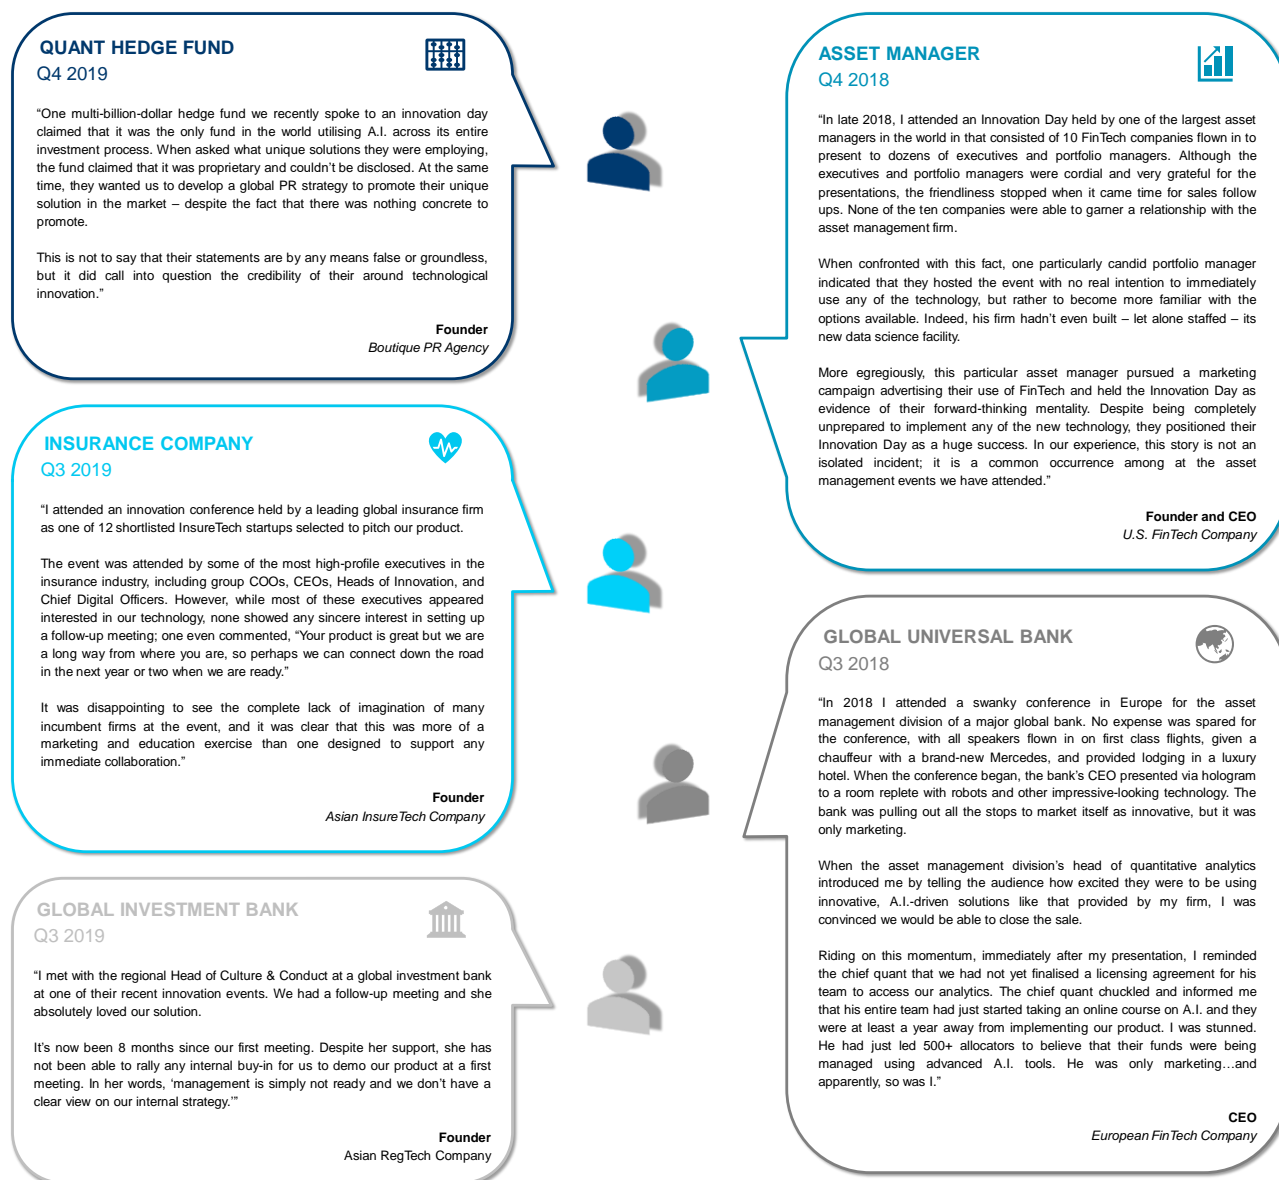 QUANT HEDGE FUND
Q4 2019
“One multi-billion-dollar hedge fund we recently spoke to an innovation day
claimed that it was the only fund in the world utilising A.I. across its entire
investment process. When asked what unique solutions they were employing,
the fund claimed that it was proprietary and couldn’t be disclosed. At the same
time, they wanted us to develop a global PR strategy to promote their unique
solution in the market – despite the fact that there was nothing concrete to
promote.
This is not to say that their statements are by any means false or groundless,
but it did call into question the credibility of their around technological
innovation.”
Founder
Boutique PR Agency
ASSET MANAGER
Q4 2018
“In late 2018, I attended an Innovation Day held by one of the largest asset
managers in the world in that consisted of 10 FinTech companies flown in to
present to dozens of executives and portfolio managers. Although the
executives and portfolio managers were cordial and very grateful for the
presentations, the friendliness stopped when it came time for sales follow
ups. None of the ten companies were able to garner a relationship with the
asset management firm.
When confronted with this fact, one particularly candid portfolio manager
indicated that they hosted the event with no real intention to immediately
use any of the technology, but rather to become more familiar with the
options available. Indeed, his firm hadn’t even built – let alone staffed – its
new data science facility.
More egregiously, this particular asset manager pursued a marketing
campaign advertising their use of FinTech and held the Innovation Day as
evidence of their forward-thinking mentality. Despite being completely
unprepared to implement any of the new technology, they positioned their
Innovation Day as a huge success. In our experience, this story is not an
isolated incident; it is a common occurrence among at the asset
management events we have attended.”
Founder and CEO
U.S. FinTech Company
INSURANCE COMPANY
Q3 2019
“I attended an innovation conference held by a leading global insurance firm
as one of 12 shortlisted InsureTech startups selected to pitch our product.
The event was attended by some of the most high-profile executives in the
insurance industry, including group COOs, CEOs, Heads of Innovation, and
Chief Digital Officers. However, while most of these executives appeared
interested in our technology, none showed any sincere interest in setting up
a follow-up meeting; one even commented, “Your product is great but we are
a long way from where you are, so perhaps we can connect down the road
in the next year or two when we are ready.”
It was disappointing to see the complete lack of imagination of many
incumbent firms at the event, and it was clear that this was more of a
marketing and education exercise than one designed to support any
immediate collaboration.”
Founder
Asian InsureTech Company
GLOBAL UNIVERSAL BANK
Q3 2018
“In 2018 I attended a swanky conference in Europe for the asset
management division of a major global bank. No expense was spared for
the conference, with all speakers flown in on first class flights, given a
chauffeur with a brand-new Mercedes, and provided lodging in a luxury
hotel. When the conference began, the bank’s CEO presented via hologram
to a room replete with robots and other impressive-looking technology. The
bank was pulling out all the stops to market itself as innovative, but it was
only marketing.
When the asset management division’s head of quantitative analytics
introduced me by telling the audience how excited they were to be using
innovative, A.I.-driven solutions like that provided by my firm, I was
convinced we would be able to close the sale.
Riding on this momentum, immediately after my presentation, I reminded
the chief quant that we had not yet finalised a licensing agreement for his
team to access our analytics. The chief quant chuckled and informed me
that his entire team had just started taking an online course on A.I. and they
were at least a year away from implementing our product. I was stunned.
He had just led 500+ allocators to believe that their funds were being
managed using advanced A.I. tools. He was only marketing…and
apparently, so was I.”
CEO
European FinTech Company
GLOBAL INVESTMENT BANK
Q3 2019
“I met with the regional Head of Culture & Conduct at a global investment bank
at one of their recent innovation events. We had a follow-up meeting and she
absolutely loved our solution.
It’s now been 8 months since our first meeting. Despite her support, she has
not been able to rally any internal buy-in for us to demo our product at a first
meeting. In her words, ‘management is simply not ready and we don’t have a
clear view on our internal strategy.’”
Founder
Asian RegTech Company